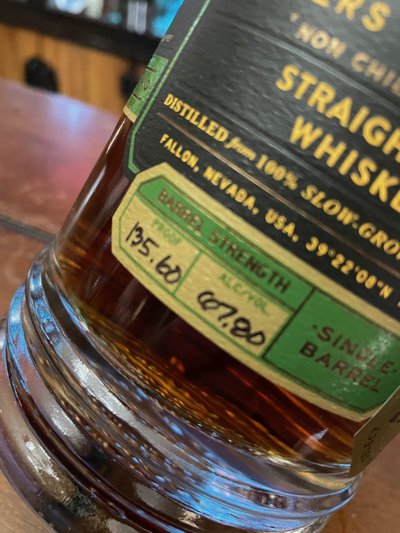 ERS
NON CHIL
STRAIGH
WHISKE
DISTILLED from 100% SLOW-GRO
FALLON, NEVADA, USA, 39°22'08"N
BARREL STRENGTH
PROOF
135.60
ALC/VOL
67.80
·SINGLE·
BARREL